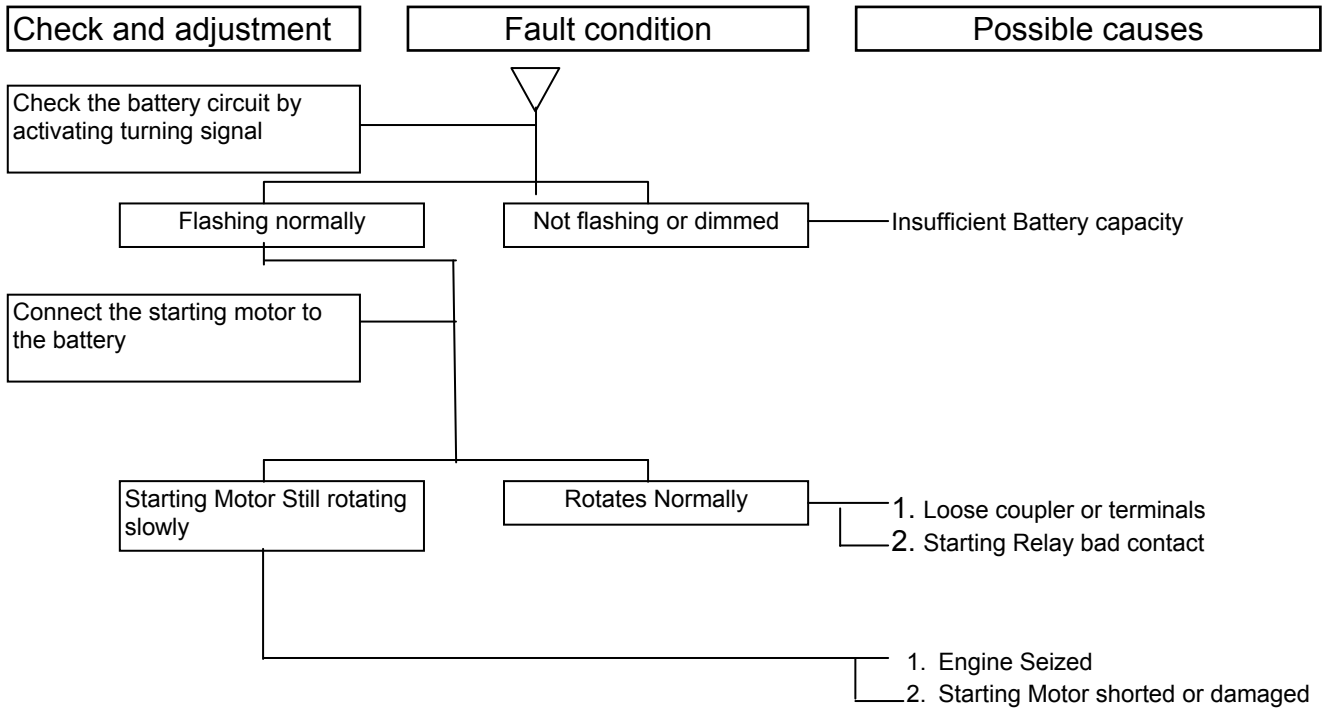 Check and adjustment
Fault condition
Possible causes
Check the battery circuit by
activating turning signal
Flashing normally
Not flashing or dimmed
Insufficient Battery capacity
Connect the starting motor to
the battery
Starting Motor Still rotating
slowly
Rotates Normally
1. Loose coupler or terminals
2. Starting Relay bad contact
1. Engine Seized
2. Starting Motor shorted or damaged